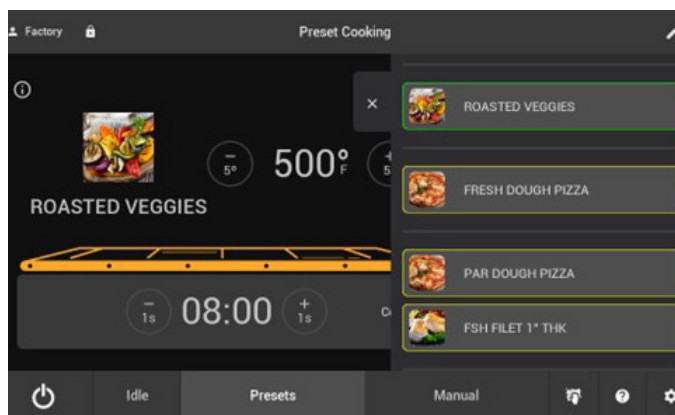 Factory
Preset Cooking
ROASTED VEGGIES
− 5°
500°F
+
5
08:00
− 1s
+ 1s
ROASTED VEGGIES
FRESH DOUGH PIZZA
PAR DOUGH PIZZA
FSH FILET 1" THK
Idle
Presets
Manual